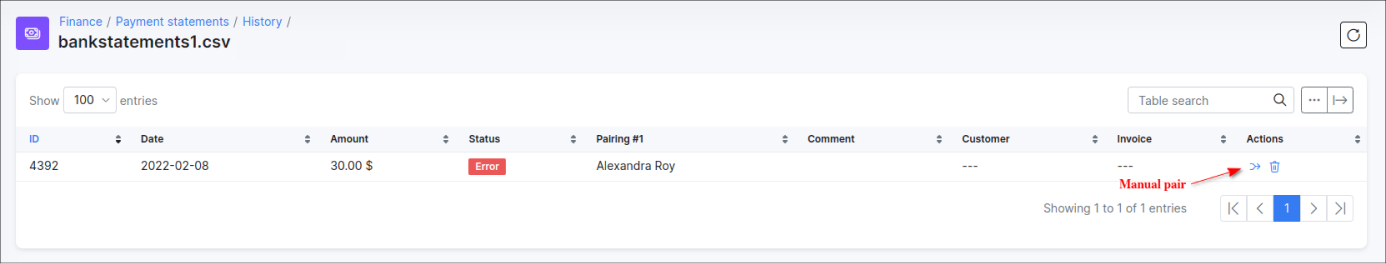 Finance / Payment statements / History /
bankstatements1.csv
Show 100 entries
Table search
ID Date Amount Status Pairing #1 Comment Customer Invoice Actions
4392 2022-02-08 30.00 $ Error Alexandra Roy --- ---
Manual pair
Showing 1 to 1 of 1 entries
1